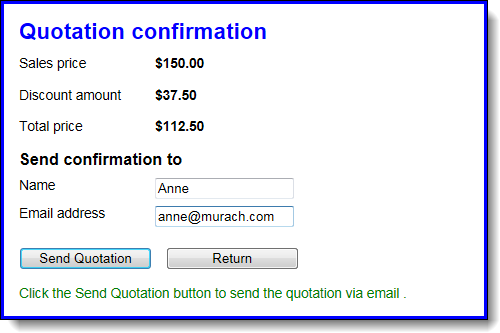 Quotation confirmation
Sales price $150.00
Discount amount $37.50
Total price $112.50
Send confirmation to
Name Anne
Email address anne@murach.com
Send Quotation Return
Click the Send Quotation button to send the quotation via email .